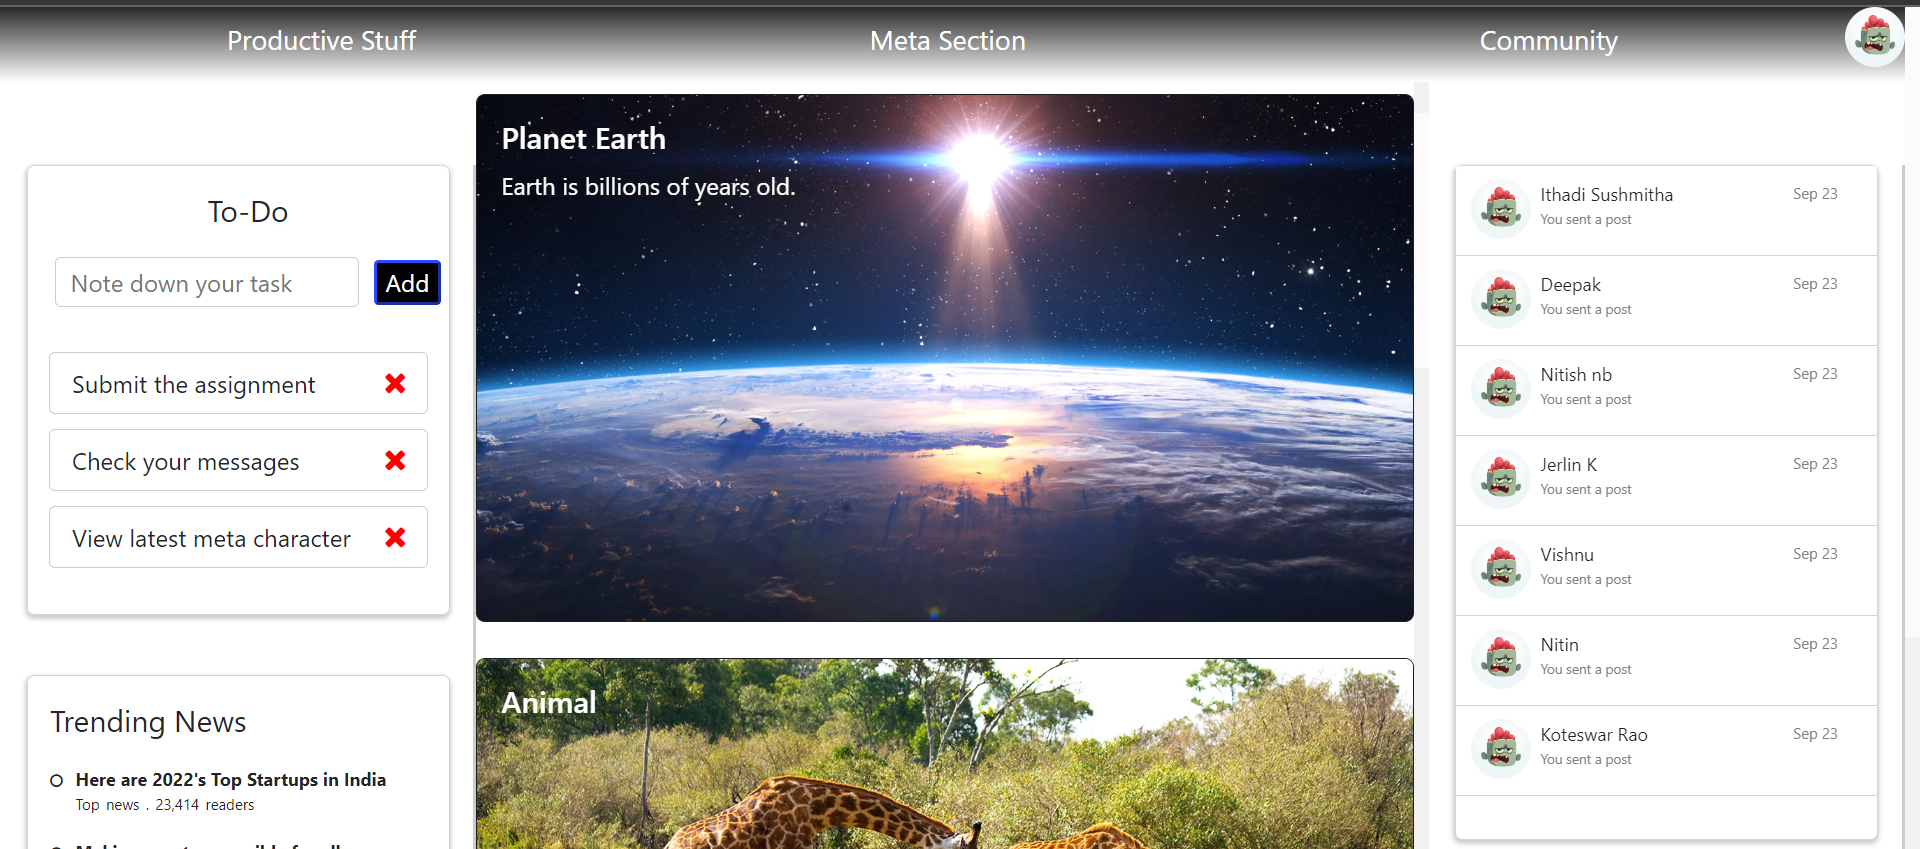 Productive Stuff
Meta Section
Community
To-Do
Note down your task
Add
Submit the assignment
Check your messages
View latest meta character
Trending News
Here are 2022's Top Startups in India
Top news . 23,414 readers
Planet Earth
Earth is billions of years old.
Animal
Ithadi Sushmitha
Sep 23
You sent a post
Deepak
Sep 23
You sent a post
Nitish nb
Sep 23
You sent a post
Jerlin K
Sep 23
You sent a post
Vishnu
Sep 23
You sent a post
Nitin
Sep 23
You sent a post
Koteswar Rao
Sep 23
You sent a post